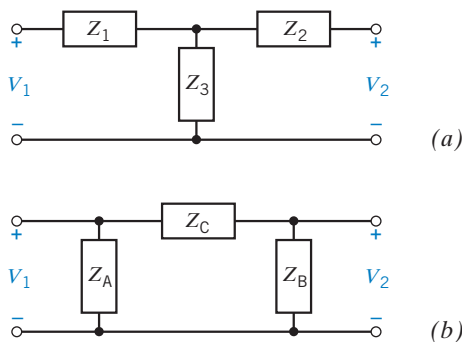 Z1 Z2
+ +
V1 Z3 V2
− −
(a)
ZC
+ +
V1 ZA ZB V2
− −
(b)